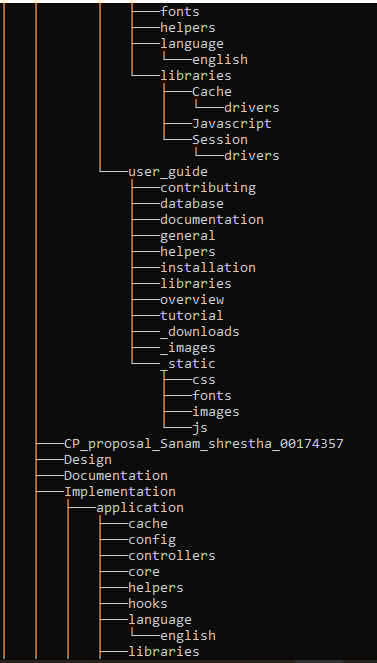 fonts
helpers
language
english
libraries
Cache
drivers
Javascript
Session
drivers
user_guide
contributing
database
documentation
general
helpers
installation
libraries
overview
tutorial
_downloads
_images
_static
css
fonts
images
js
CP_proposal_Sanam_shrestha_00174357
Design
Documentation
Implementation
application
cache
config
controllers
core
helpers
hooks
language
english
libraries